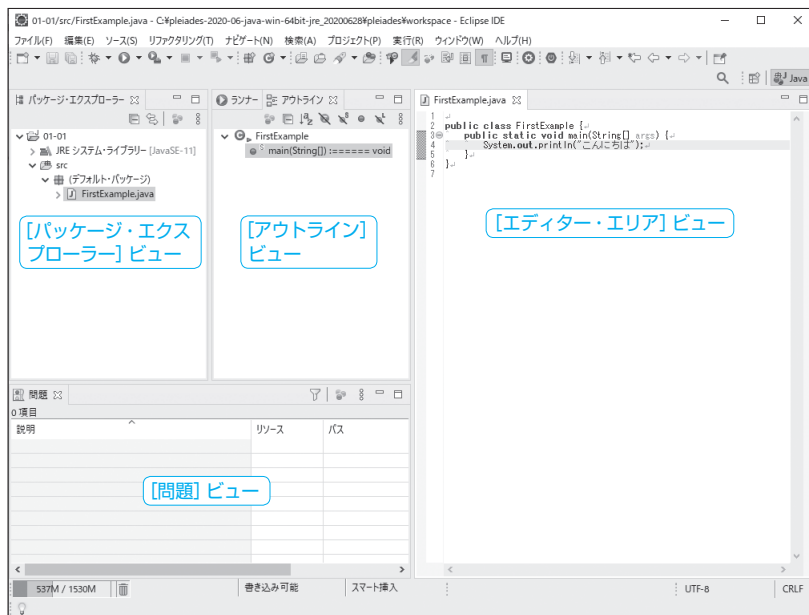 01-01/src/FirstExample.java - C:¥pleiades-2020-06-java-win-64bit-jre_20200628¥pleiades¥workspace - Eclipse IDE
ファイル(F) 編集(E) ソース(S) リファクタリング(T) ナビゲート(N) 検索(A) プロジェクト(P) 実行(R) ウィンドウ(W) ヘルプ(H)
Java
パッケージ・エクスプローラー
01-01
JRE システム・ライブラリー [JavaSE-11]
src
(デフォルト・パッケージ)
FirstExample.java
[パッケージ・エクス
プローラー] ビュー
ランナー アウトライン
FirstExample
main(String[]) :====== void
[アウトライン]
ビュー
FirstExample.java
1
2 public class FirstExample {
3 public static void main(String[] args) {
4 System.out.println("こんにちは");
5 }
6 }
7
[エディター・エリア] ビュー
問題
0 項目
説明 リソース パス
[問題] ビュー
537M / 1530M 書き込み可能 スマート挿入 UTF-8 CRLF